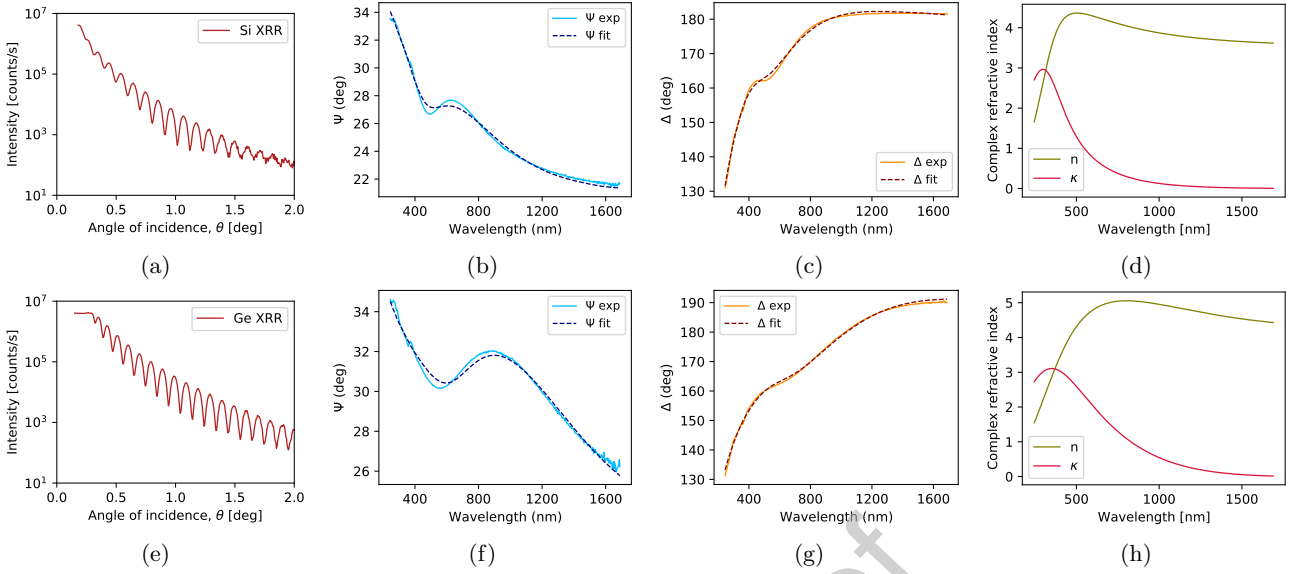 10^7
10^5
10^3
10^1
Intensity [counts/s]
Si XRR
0.0 0.5 1.0 1.5 2.0
Angle of incidence, θ [deg]
(a)
34
32
30
28
26
24
22
Ψ (deg)
Ψ exp
Ψ fit
400 800 1200 1600
Wavelength (nm)
(b)
180
170
160
150
140
130
Δ (deg)
Δ exp
Δ fit
400 800 1200 1600
Wavelength (nm)
(c)
4
3
2
1
0
Complex refractive index
n
κ
500 1000 1500
Wavelength [nm]
(d)
10^7
10^5
10^3
10^1
Intensity [counts/s]
Ge XRR
0.0 0.5 1.0 1.5 2.0
Angle of incidence, θ [deg]
(e)
34
32
30
28
26
Ψ (deg)
Ψ exp
Ψ fit
400 800 1200 1600
Wavelength (nm)
(f)
190
180
170
160
150
140
130
Δ (deg)
Δ exp
Δ fit
400 800 1200 1600
Wavelength (nm)
(g)
5
4
3
2
1
0
Complex refractive index
n
κ
500 1000 1500
Wavelength [nm]
(h)